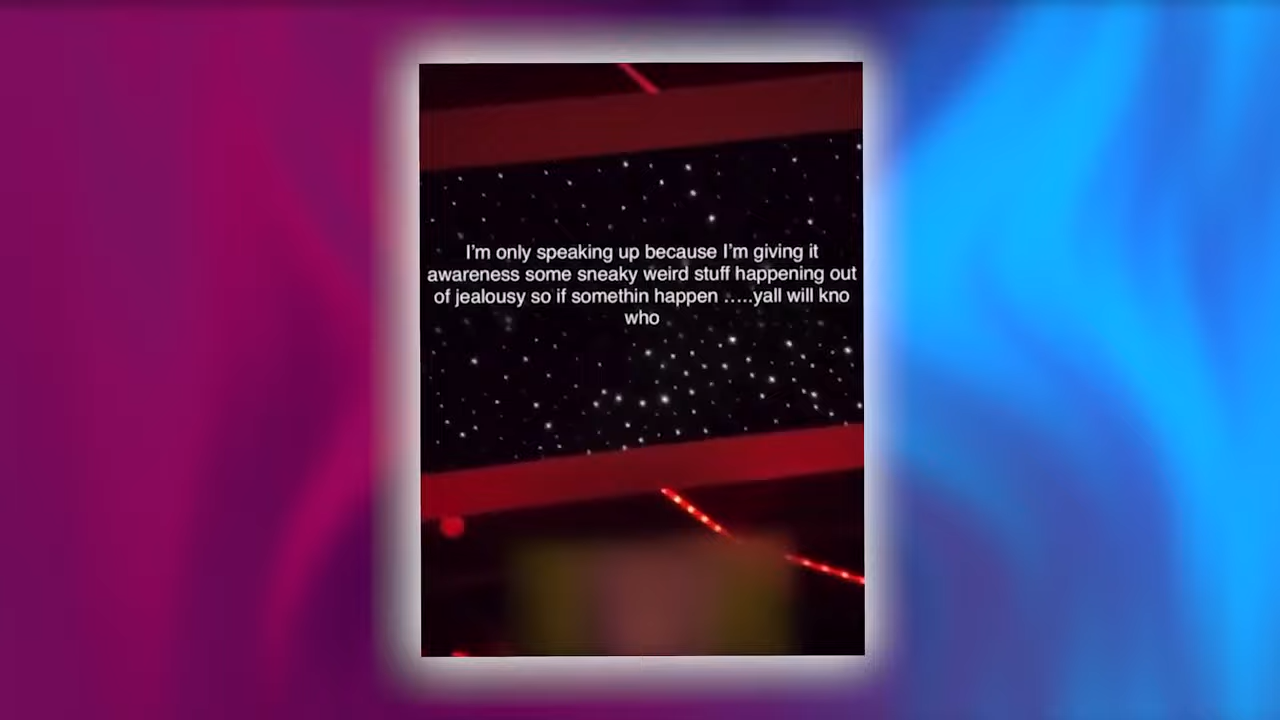 I'm only speaking up because I'm giving it
awareness some sneaky weird stuff happening out
of jealousy so if somethin happen .....yall will kno
who